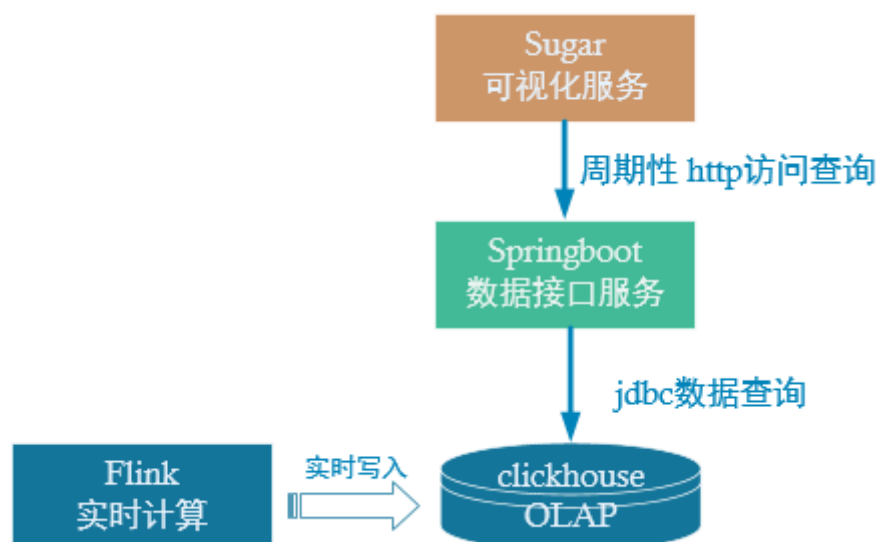 Sugar
可视化服务
周期性 http访问查询
Springboot
数据接口服务
jdbc数据查询
Flink
实时计算
实时写入
clickhouse
OLAP